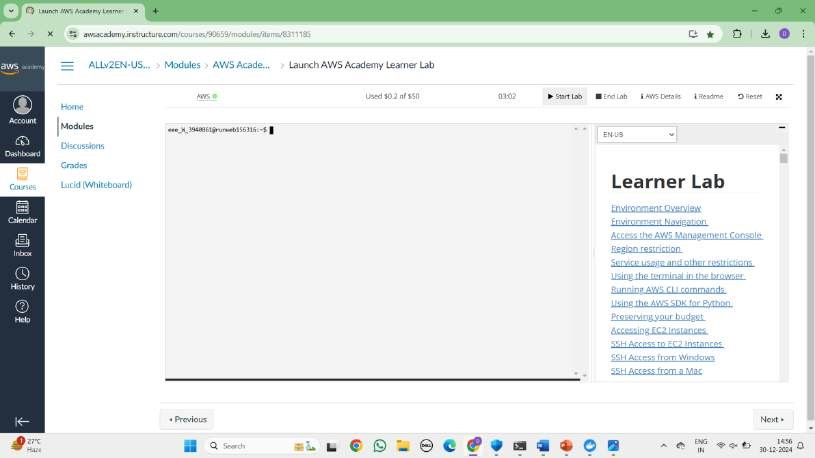 Launch AWS Academy Learner
awsacademy.instructure.com/courses/90659/modules/items/8311185
aws academy
ALLv2EN-US... > Modules > AWS Acade... > Launch AWS Academy Learner Lab
AWS
Used $0.2 of $50
03:02
Start Lab
End Lab
AWS Details
Readme
Reset
Account
Dashboard
Courses
Calendar
Inbox
History
Help
Home
Modules
Discussions
Grades
Lucid (Whiteboard)
eee_W_3940061@runweb156316:~$
EN-US
Learner Lab
Environment Overview
Environment Navigation
Access the AWS Management Console
Region restriction
Service usage and other restrictions
Using the terminal in the browser
Running AWS CLI commands
Using the AWS SDK for Python
Preserving your budget
Accessing EC2 Instances
SSH Access to EC2 Instances
SSH Access from Windows
SSH Access from a Mac
◂ Previous
Next ▸
1
27°C
Haze
Search
DELL
ENG
IN
14:56
30-12-2024